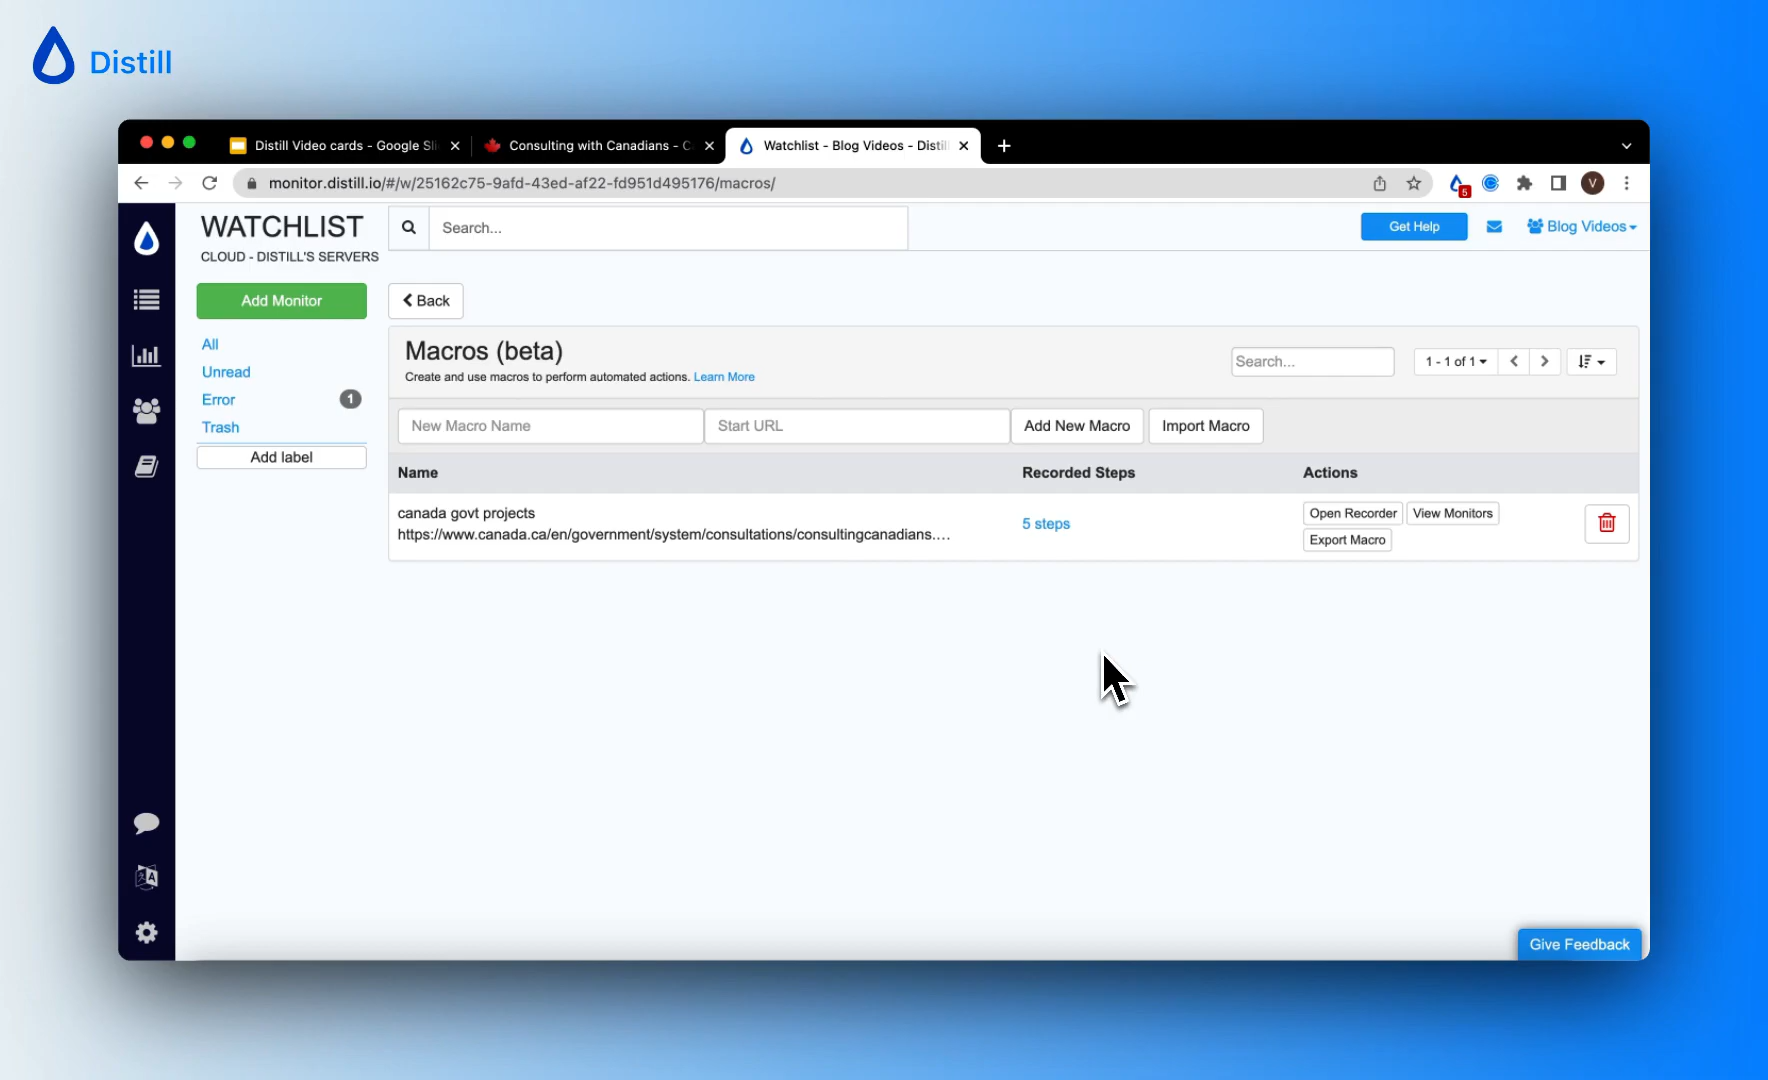 Distill
Distill Video cards - Google Sli
Consulting with Canadians - C
Watchlist - Blog Videos - Distil
monitor.distill.io/#/w/25162c75-9afd-43ed-af22-fd951d495176/macros/
5
V
WATCHLIST
CLOUD - DISTILL'S SERVERS
Search...
Get Help
Blog Videos
Add Monitor
Back
All
Unread
Error
1
Trash
Add label
Macros (beta)
Create and use macros to perform automated actions. Learn More
Search...
1 - 1 of 1
New Macro Name
Start URL
Add New Macro
Import Macro
Name
Recorded Steps
Actions
canada govt projects
https://www.canada.ca/en/government/system/consultations/consultingcanadians....
5 steps
Open Recorder
View Monitors
Export Macro
Give Feedback